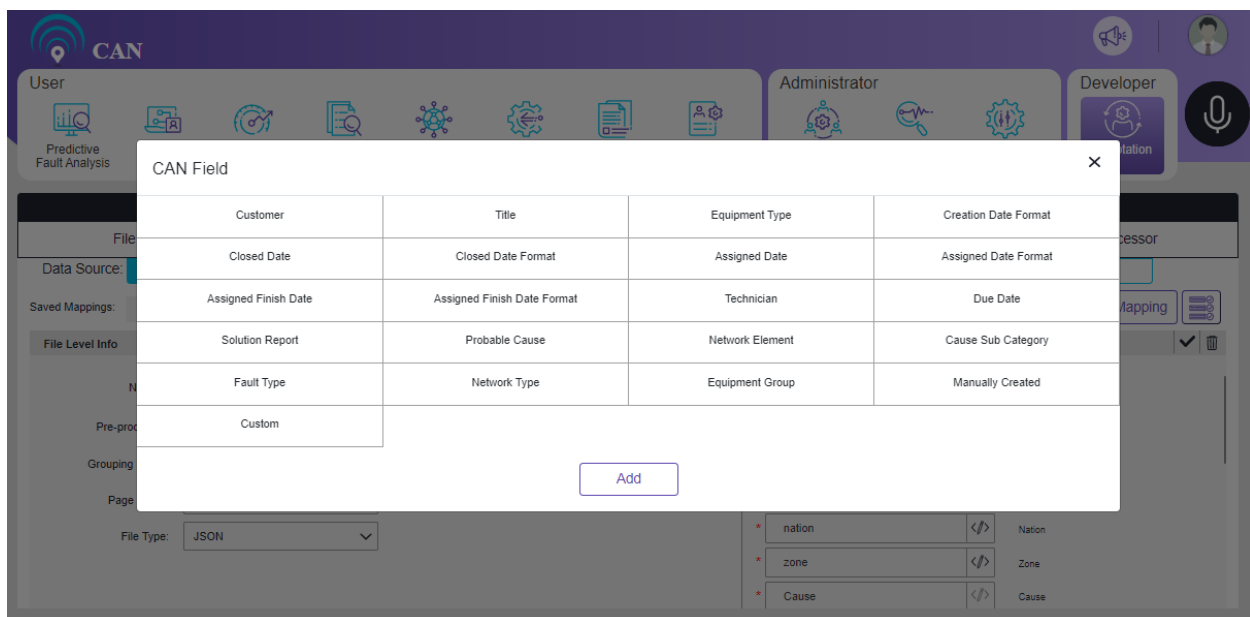 CAN
User
Administrator
Developer
Predictive
Fault Analysis
tation
CAN Field
×
Customer
Title
Equipment Type
Creation Date Format
Closed Date
Closed Date Format
Assigned Date
Assigned Date Format
Assigned Finish Date
Assigned Finish Date Format
Technician
Due Date
Solution Report
Probable Cause
Network Element
Cause Sub Category
Fault Type
Network Type
Equipment Group
Manually Created
Custom
Add
File
cessor
Data Source:
Saved Mappings:
Mapping
File Level Info
N
Pre-proc
Grouping
Page
File Type:
JSON
* nation </> Nation
* zone </> Zone
* Cause </> Cause